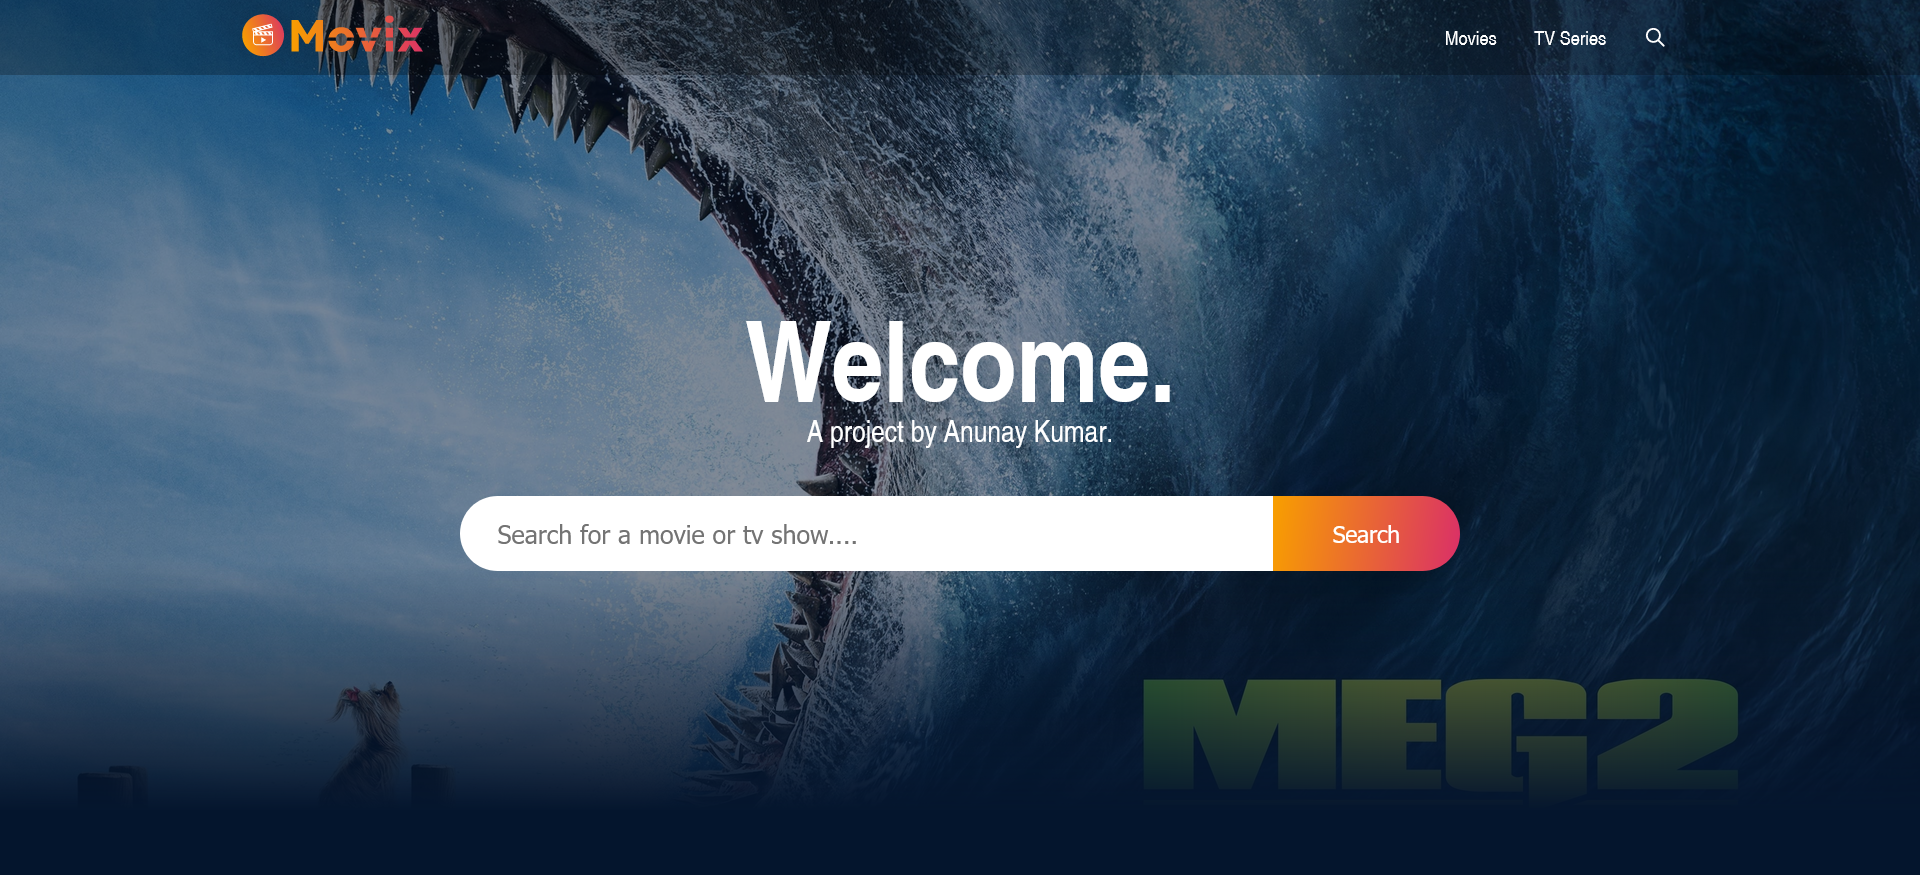 Movix
Movies
TV Series
Welcome.
A project by Anunay Kumar.
Search for a movie or tv show....
Search
MEG2